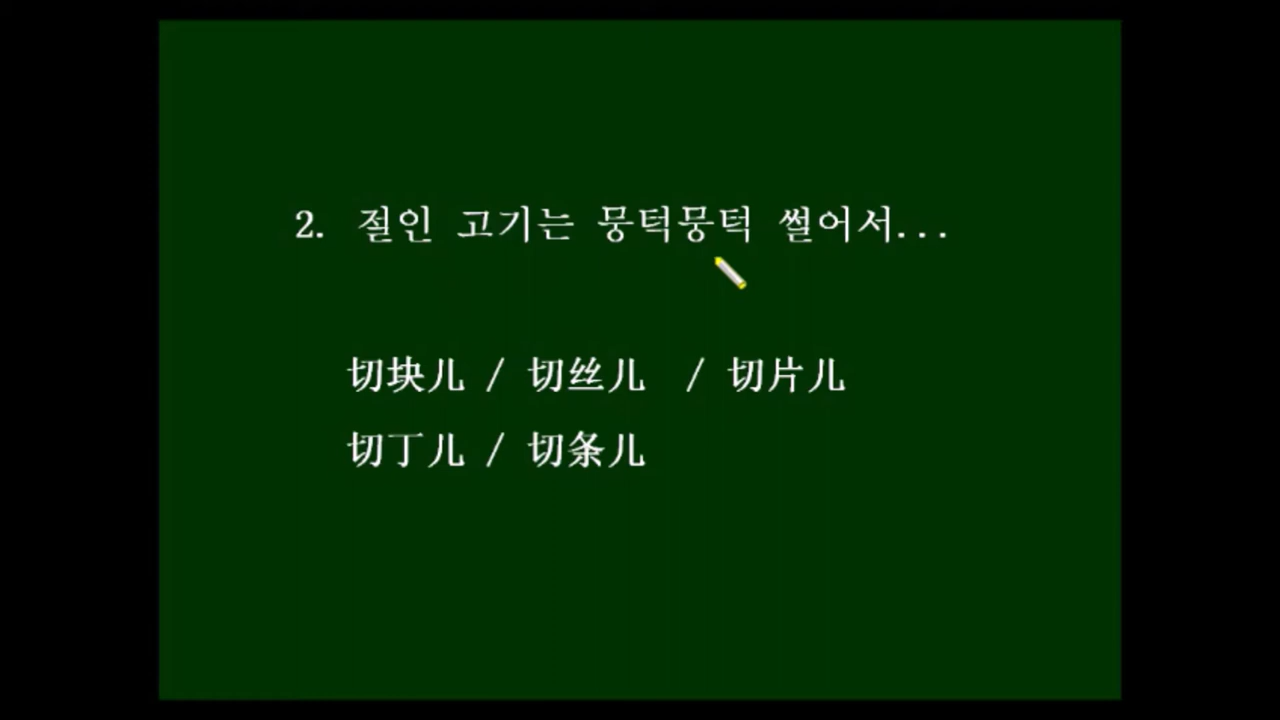 2. 절인 고기는 뭉턱뭉턱 썰어서...
切块儿 / 切丝儿 / 切片儿
切丁儿 / 切条儿